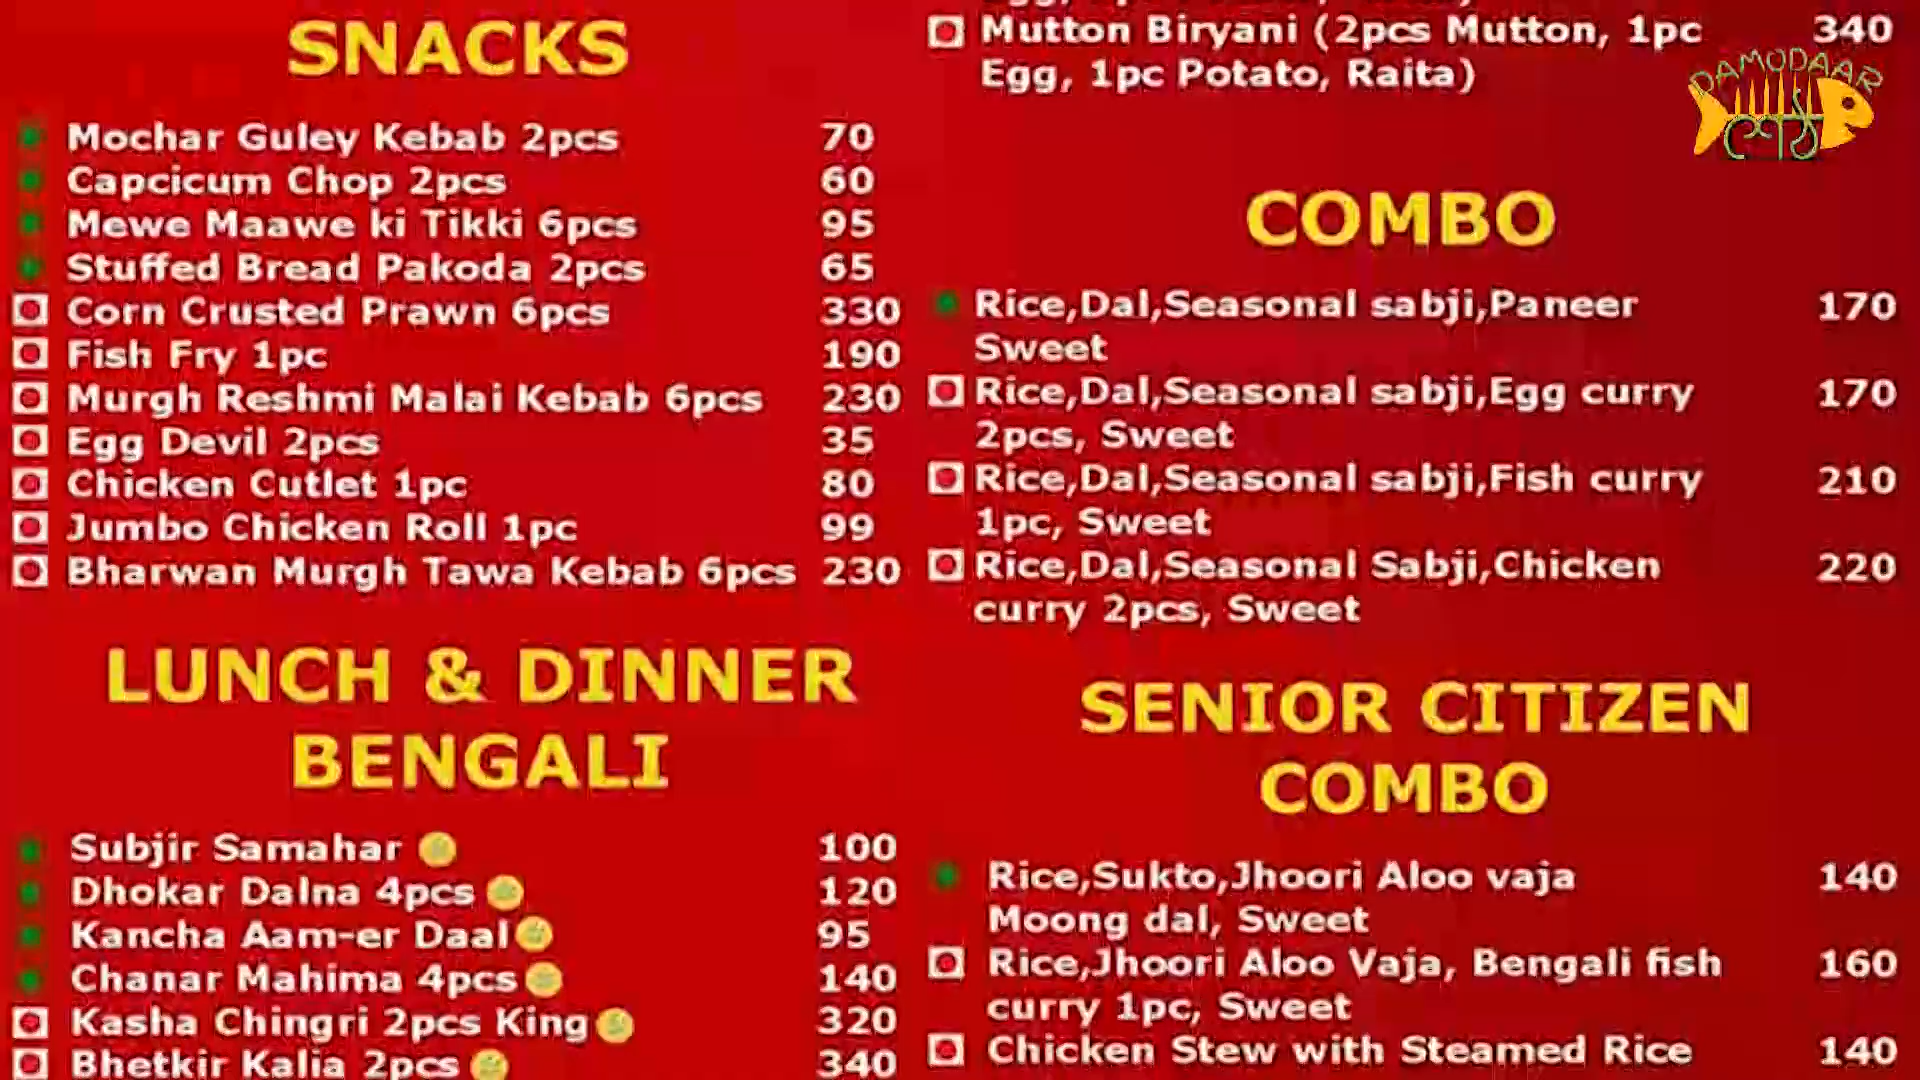 SNACKS
Mochar Guley Kebab 2pcs 70
Capcicum Chop 2pcs 60
Mewe Maawe ki Tikki 6pcs 95
Stuffed Bread Pakoda 2pcs 65
Corn Crusted Prawn 6pcs 330
Fish Fry 1pc 190
Murgh Reshmi Malai Kebab 6pcs 230
Egg Devil 2pcs 35
Chicken Cutlet 1pc 80
Jumbo Chicken Roll 1pc 99
Bharwan Murgh Tawa Kebab 6pcs 230
LUNCH & DINNER
BENGALI
Subjir Samahar 100
Dhokar Dalna 4pcs 120
Kancha Aam-er Daal 95
Chanar Mahima 4pcs 140
Kasha Chingri 2pcs King 320
Bhetkir Kalia 2pcs 340
Mutton Biryani (2pcs Mutton, 1pc 340
Egg, 1pc Potato, Raita)
DAMODAAR
COMBO
Rice,Dal,Seasonal sabji,Paneer 170
Sweet
Rice,Dal,Seasonal sabji,Egg curry 170
2pcs, Sweet
Rice,Dal,Seasonal sabji,Fish curry 210
1pc, Sweet
Rice,Dal,Seasonal Sabji,Chicken 220
curry 2pcs, Sweet
SENIOR CITIZEN
COMBO
Rice,Sukto,Jhoori Aloo vaja 140
Moong dal, Sweet
Rice,Jhoori Aloo Vaja, Bengali fish 160
curry 1pc, Sweet
Chicken Stew with Steamed Rice 140